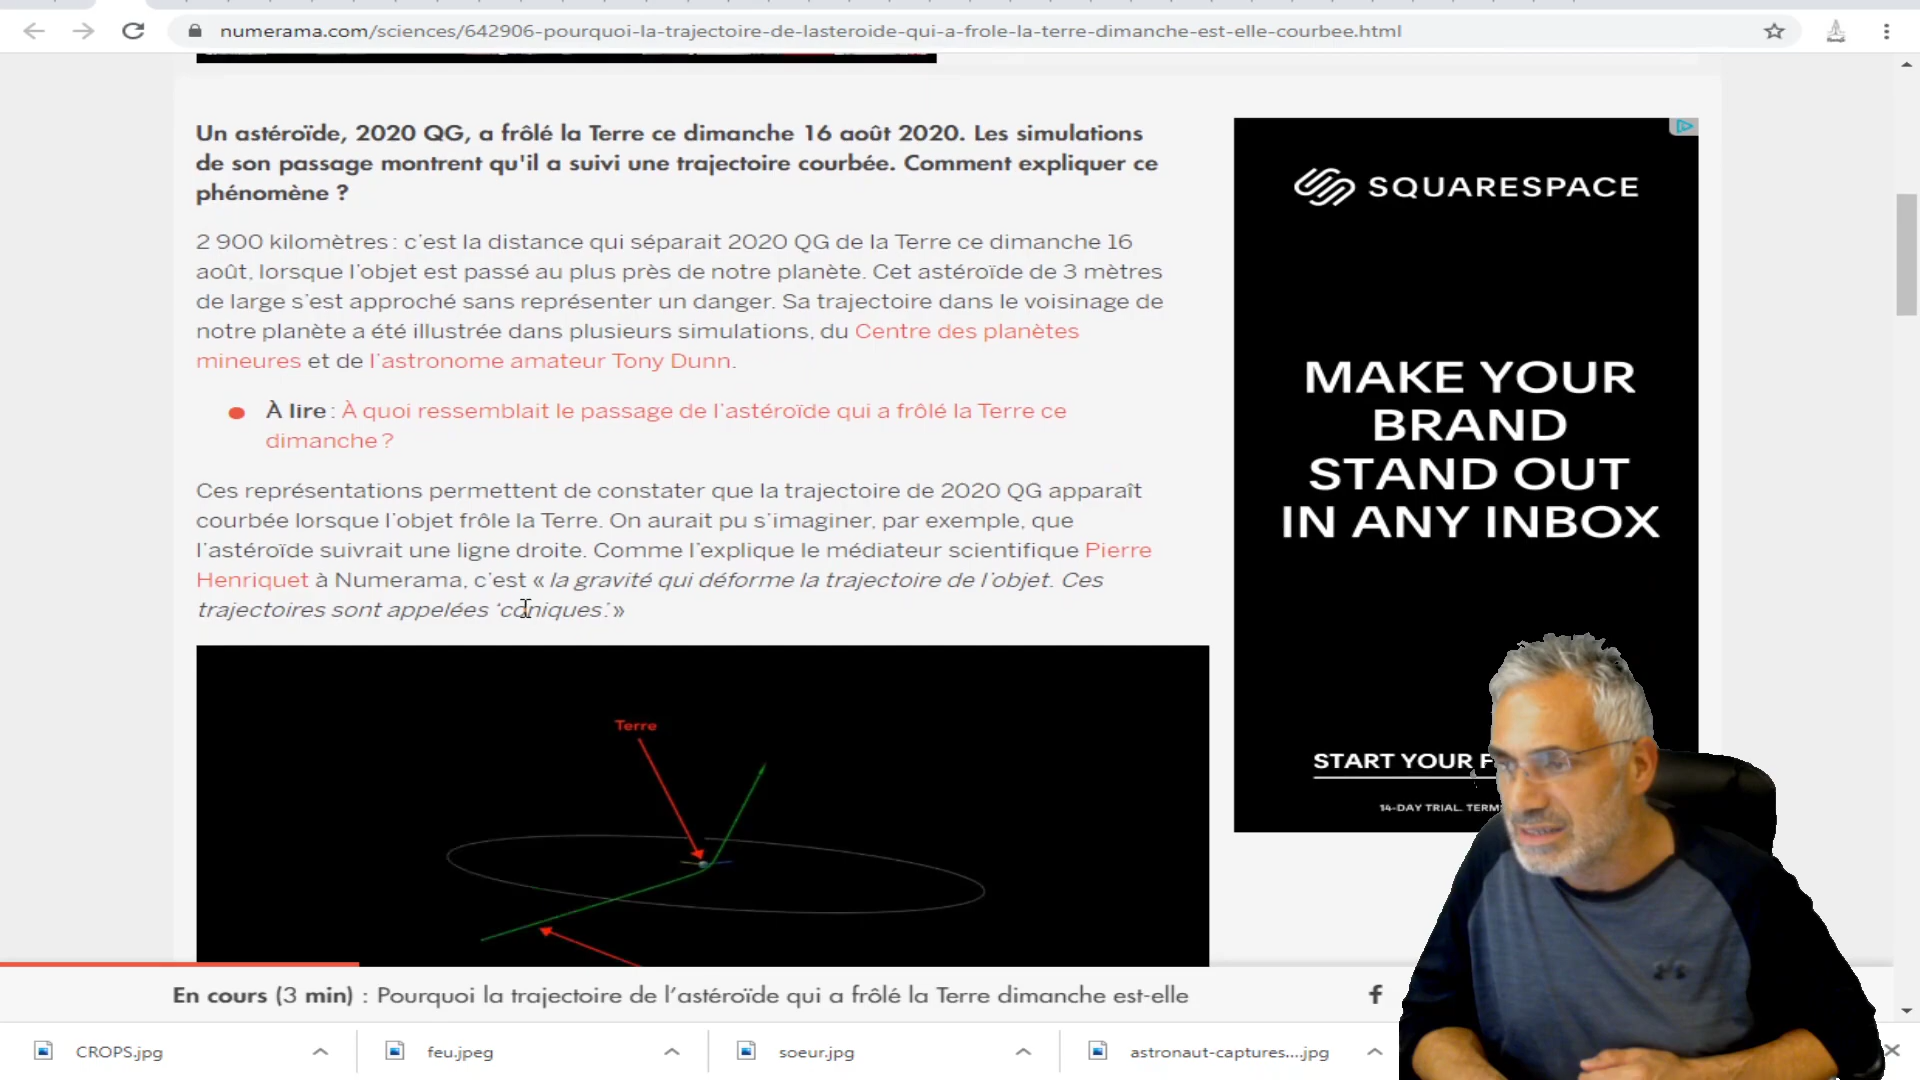 numerama.com/sciences/642906-pourquoi-la-trajectoire-de-lasteroide-qui-a-frole-la-terre-dimanche-est-elle-courbee.html
Un astéroïde, 2020 QG, a frôlé la Terre ce dimanche 16 août 2020. Les simulations
de son passage montrent qu'il a suivi une trajectoire courbée. Comment expliquer ce
phénomène ?
2 900 kilomètres : c’est la distance qui séparait 2020 QG de la Terre ce dimanche 16
août, lorsque l’objet est passé au plus près de notre planète. Cet astéroïde de 3 mètres
de large s’est approché sans représenter un danger. Sa trajectoire dans le voisinage de
notre planète a été illustrée dans plusieurs simulations, du Centre des planètes
mineures et de l’astronome amateur Tony Dunn.
À lire : À quoi ressemblait le passage de l’astéroïde qui a frôlé la Terre ce
dimanche ?
Ces représentations permettent de constater que la trajectoire de 2020 QG apparaît
courbée lorsque l’objet frôle la Terre. On aurait pu s’imaginer, par exemple, que
l’astéroïde suivrait une ligne droite. Comme l’explique le médiateur scientifique Pierre
Henriquet à Numerama, c’est « la gravité qui déforme la trajectoire de l’objet. Ces
trajectoires sont appelées ‘coniques’. »
Terre
SQUARESPACE
MAKE YOUR
BRAND
STAND OUT
IN ANY INBOX
START YOUR F
14-DAY TRIAL. TERM
En cours (3 min) : Pourquoi la trajectoire de l’astéroïde qui a frôlé la Terre dimanche est-elle
CROPS.jpg
feu.jpeg
soeur.jpg
astronaut-captures....jpg